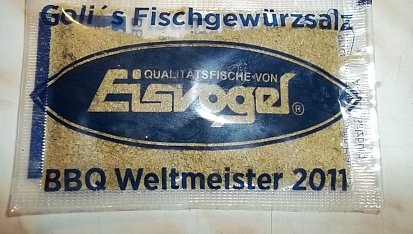 Goli´s Fischgewürzsalz
QUALITÄTSFISCHE VON
Eisvogel ®
BBQ Weltmeister 2011